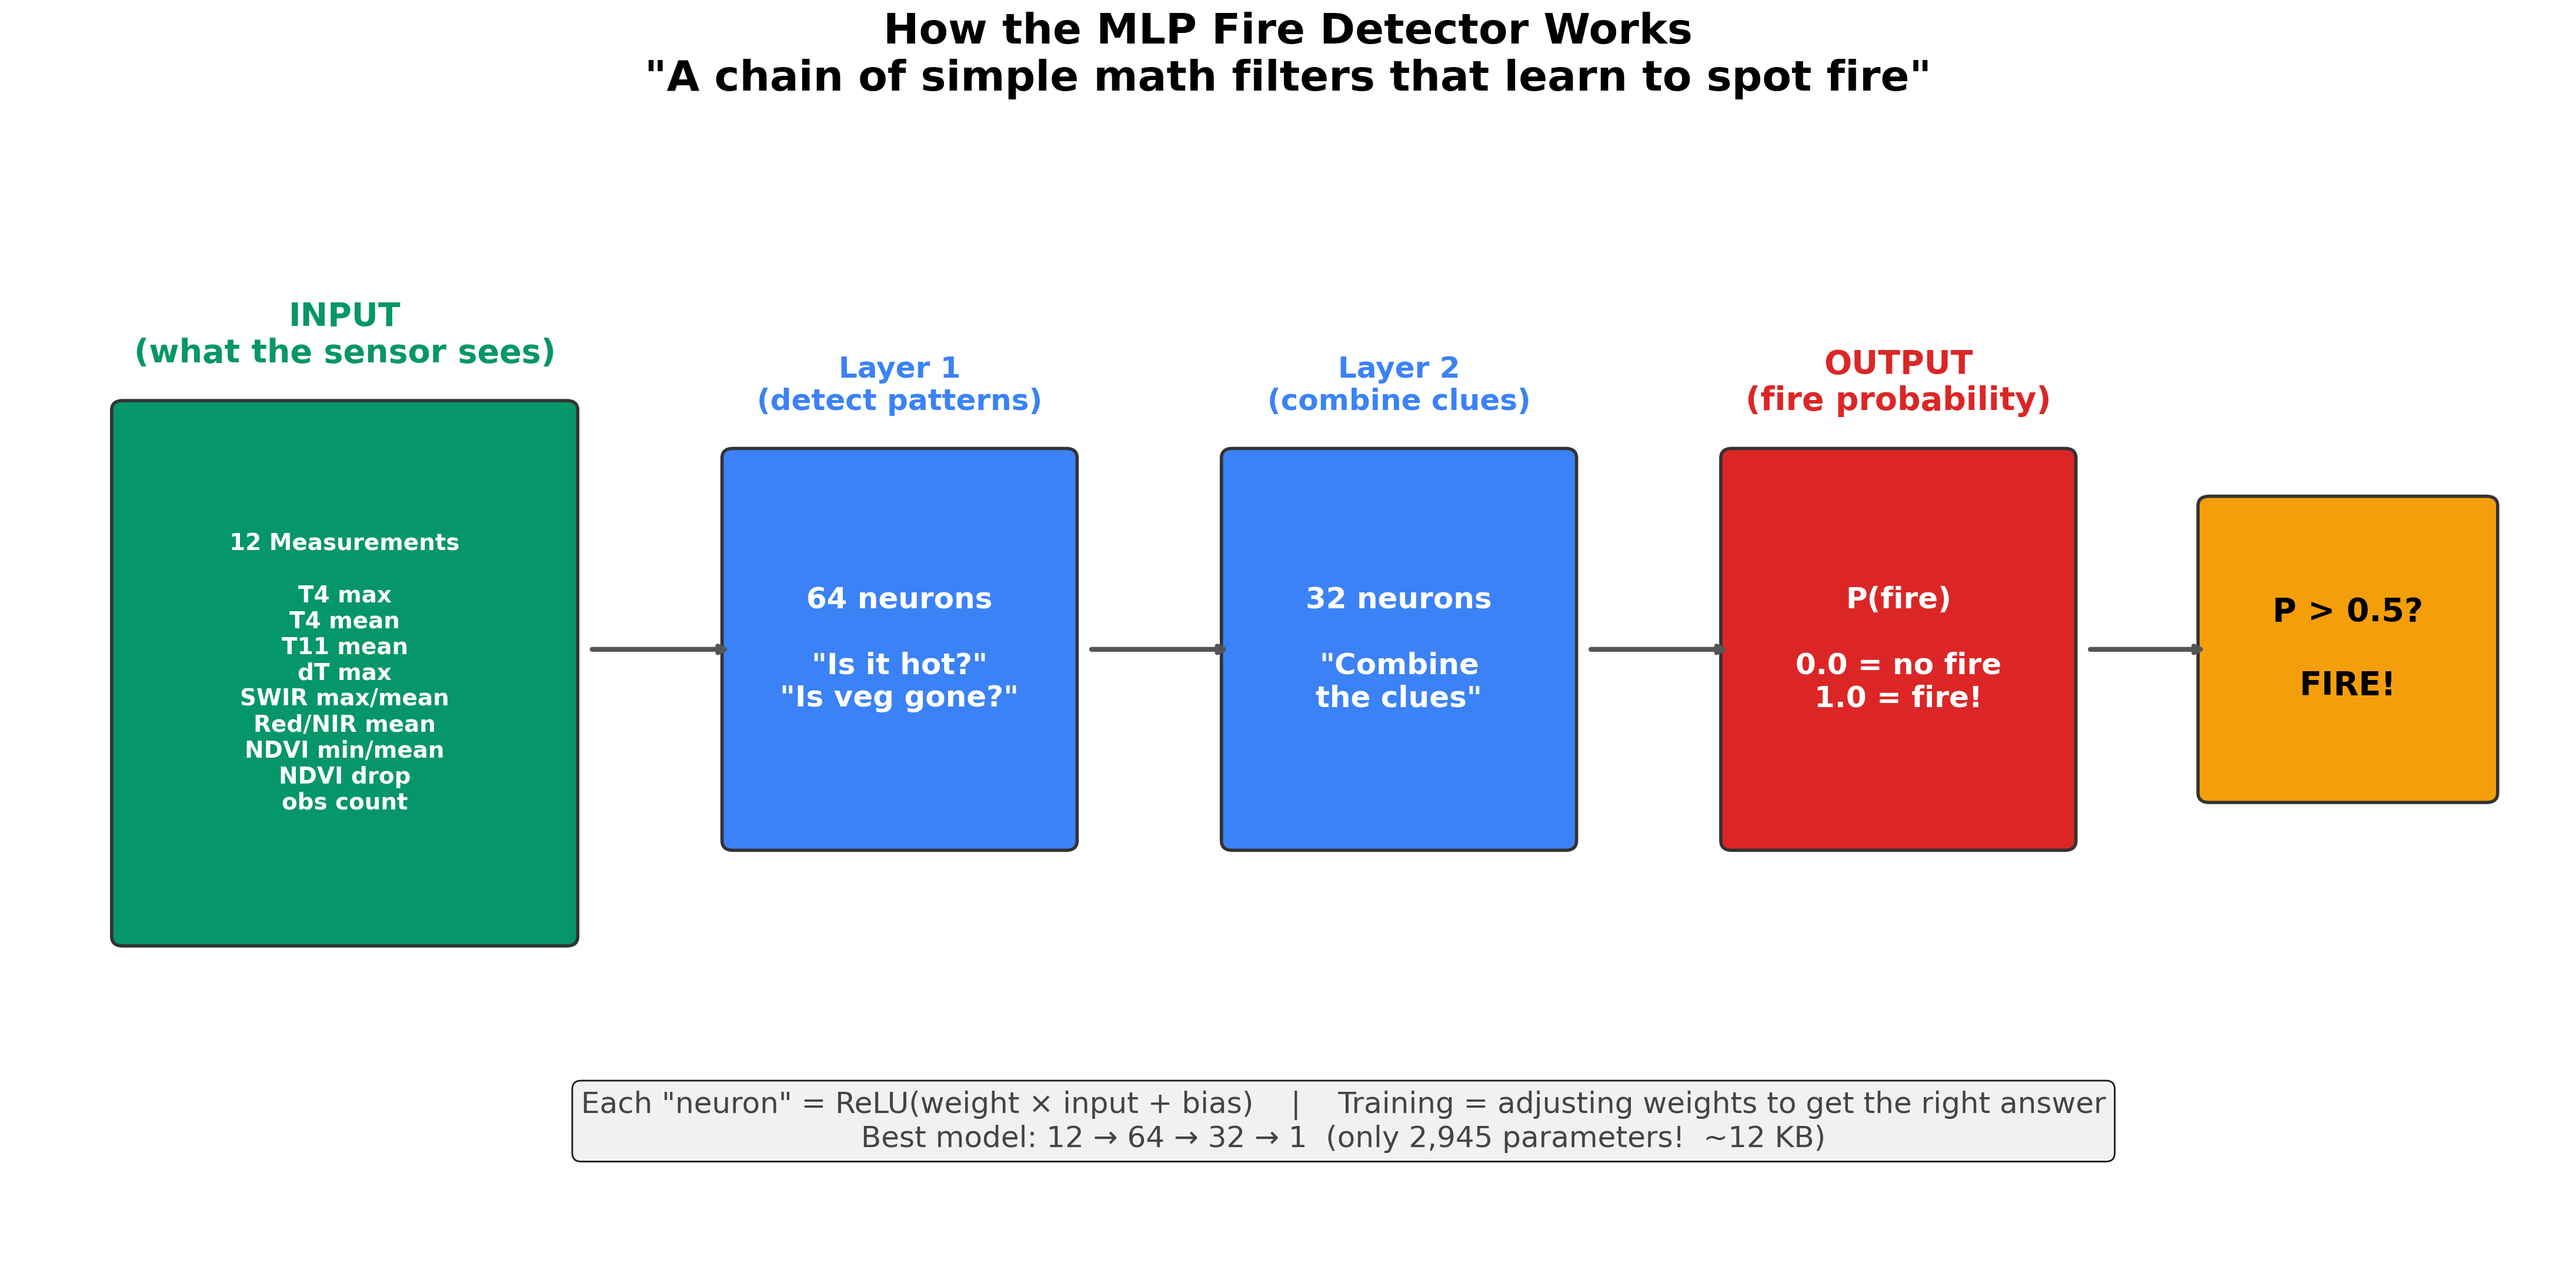 How the MLP Fire Detector Works
"A chain of simple math filters that learn to spot fire"
INPUT
(what the sensor sees)
12 Measurements
T4 max
T4 mean
T11 mean
dT max
SWIR max/mean
Red/NIR mean
NDVI min/mean
NDVI drop
obs count
Layer 1
(detect patterns)
64 neurons
"Is it hot?"
"Is veg gone?"
Layer 2
(combine clues)
32 neurons
"Combine
the clues"
OUTPUT
(fire probability)
P(fire)
0.0 = no fire
1.0 = fire!
P > 0.5?
FIRE!
Each "neuron" = ReLU(weight × input + bias)    |    Training = adjusting weights to get the right answer
Best model: 12 → 64 → 32 → 1  (only 2,945 parameters!  ~12 KB)